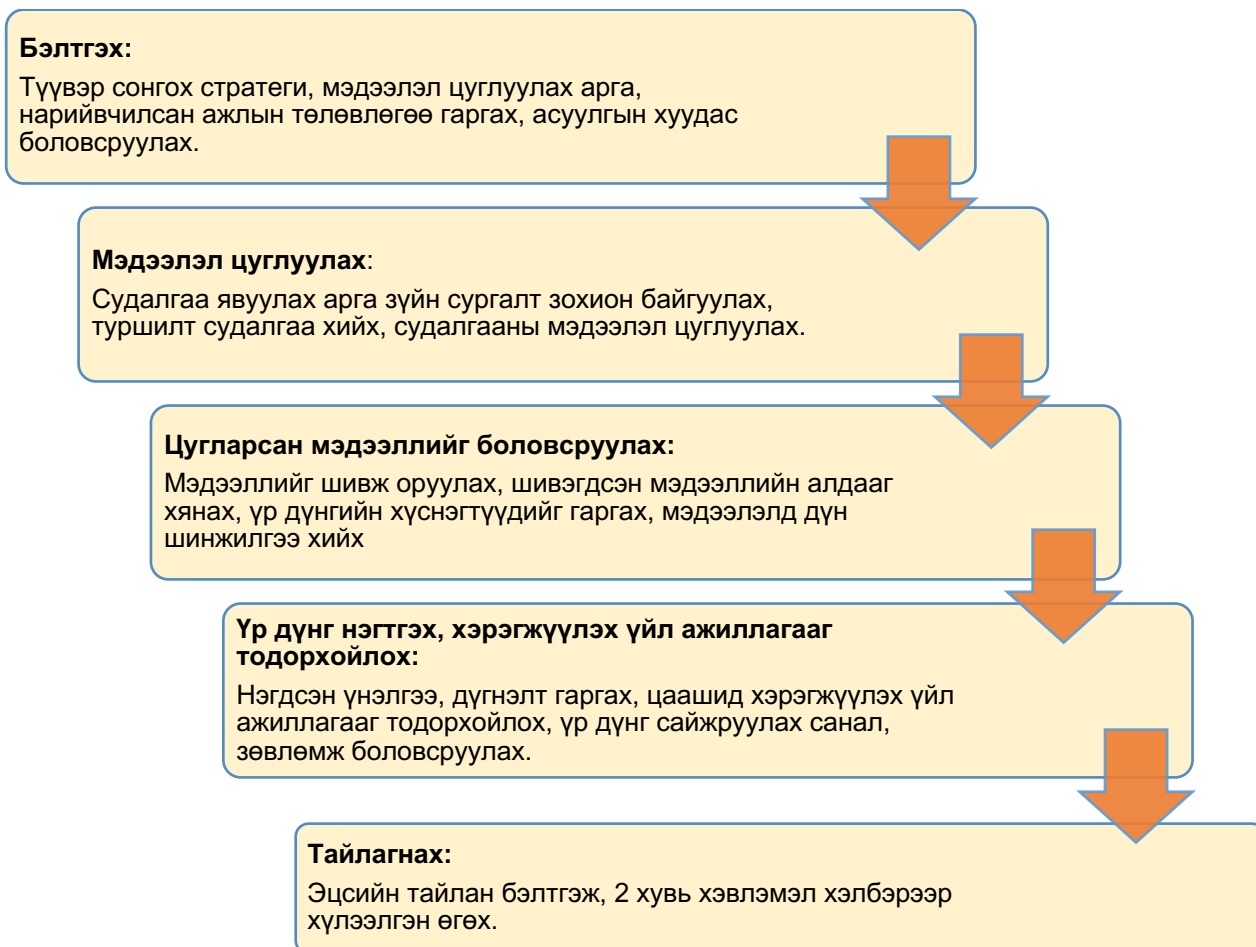 Бэлтгэх:
Түүвэр сонгох стратеги, мэдээлэл цуглуулах арга,
нарийвчилсан ажлын төлөвлөгөө гаргах, асуулгын хуудас
боловсруулах.
Мэдээлэл цуглуулах:
Судалгаа явуулах арга зүйн сургалт зохион байгуулах,
туршилт судалгаа хийх, судалгааны мэдээлэл цуглуулах.
Цугларсан мэдээллийг боловсруулах:
Мэдээллийг шивж оруулах, шивэгдсэн мэдээллийн алдааг
хянах, үр дүнгийн хүснэгтүүдийг гаргах, мэдээлэлд дүн
шинжилгээ хийх
Үр дүнг нэгтгэх, хэрэгжүүлэх үйл ажиллагааг
тодорхойлох:
Нэгдсэн үнэлгээ, дүгнэлт гаргах, цаашид хэрэгжүүлэх үйл
ажиллагааг тодорхойлох, үр дүнг сайжруулах санал,
зөвлөмж боловсруулах.
Тайлагнах:
Эцсийн тайлан бэлтгэж, 2 хувь хэвлэмэл хэлбэрээр
хүлээлгэн өгөх.